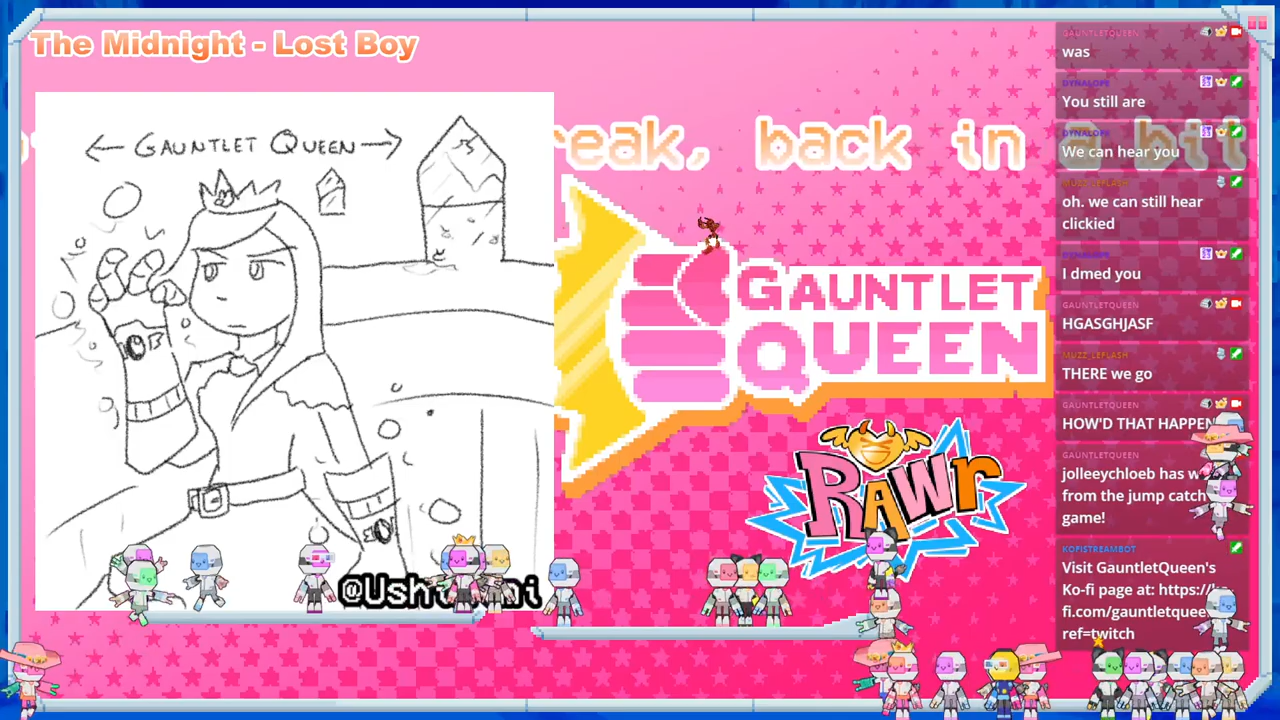 The Midnight - Lost Boy
← GAUNTLET QUEEN →
reak, back in a bit
GAUNTLET
QUEEN
RAWr
GAUNTLETQUEEN
was
DYNALOPE
You still are
DYNALOPE
We can hear you
MUZZ_LEFLASH
oh. we can still hear
clickied
DYNALOPE
I dmed you
GAUNTLETQUEEN
HGASGHJASF
MUZZ_LEFLASH
THERE we go
GAUNTLETQUEEN
HOW'D THAT HAPPEN
GAUNTLETQUEEN
jolleeychloeb has w
from the jump catch
game!
KOFISTREAMBOT
Visit GauntletQueen's
Ko-fi page at: https://
fi.com/gauntletquee
ref=twitch